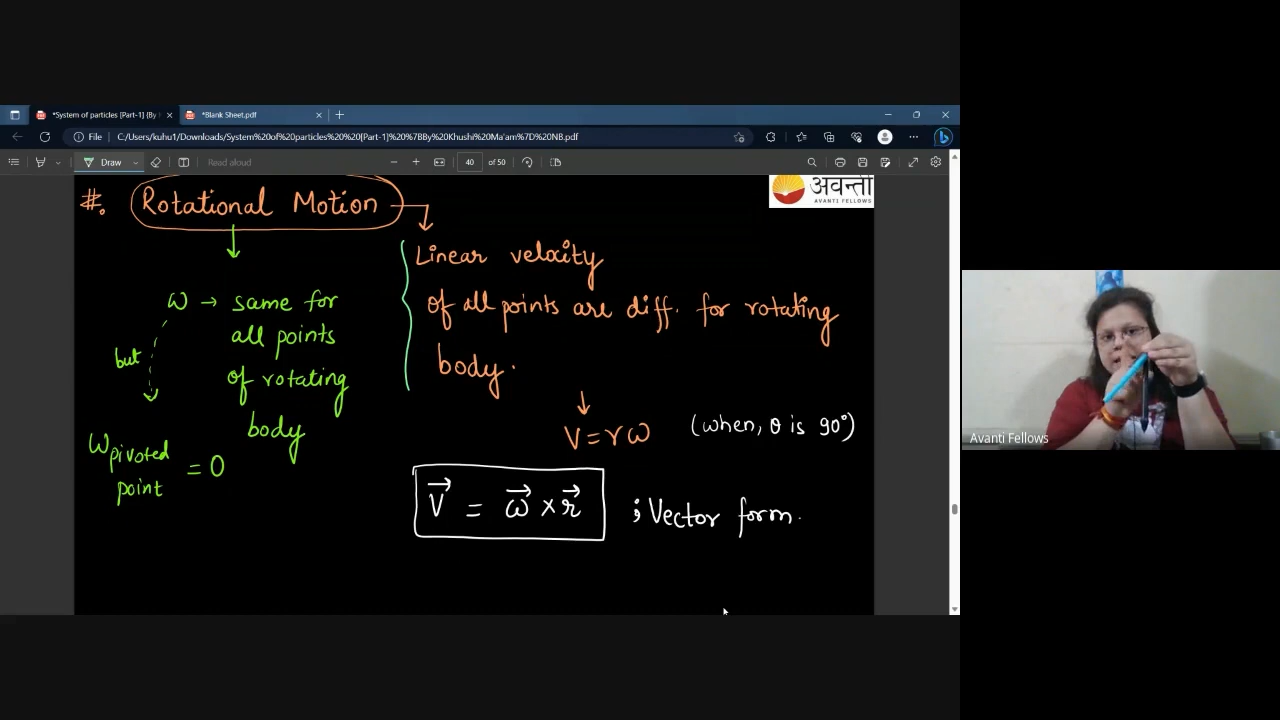 *System of particles [Part-1] (By K
*Blank Sheet.pdf
File
C:/Users/kuhu1/Downloads/System%20of%20particles%20%20[Part-1]%20%7BBy%20Khushi%20Ma'am%7D%20NB.pdf
Draw
Read aloud
40 of 50
अवन्ती
AVANTI FELLOWS
#. Rotational Motion
Linear velocity
of all points are diff. for rotating
body.
ω → same for
all points
of rotating
body
but
ω pivoted point = 0
V = rω (when, θ is 90°)
V⃗ = ω⃗ × r⃗ ; Vector form.
Avanti Fellows